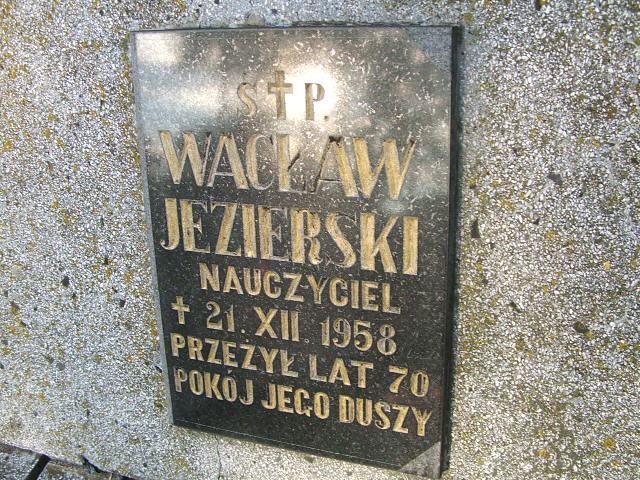 S✝P.
WACŁAW
JEZIERSKI
NAUCZYCIEL
✝ 21. XII. 1958
PRZEŻYŁ LAT 70
POKÓJ JEGO DUSZY